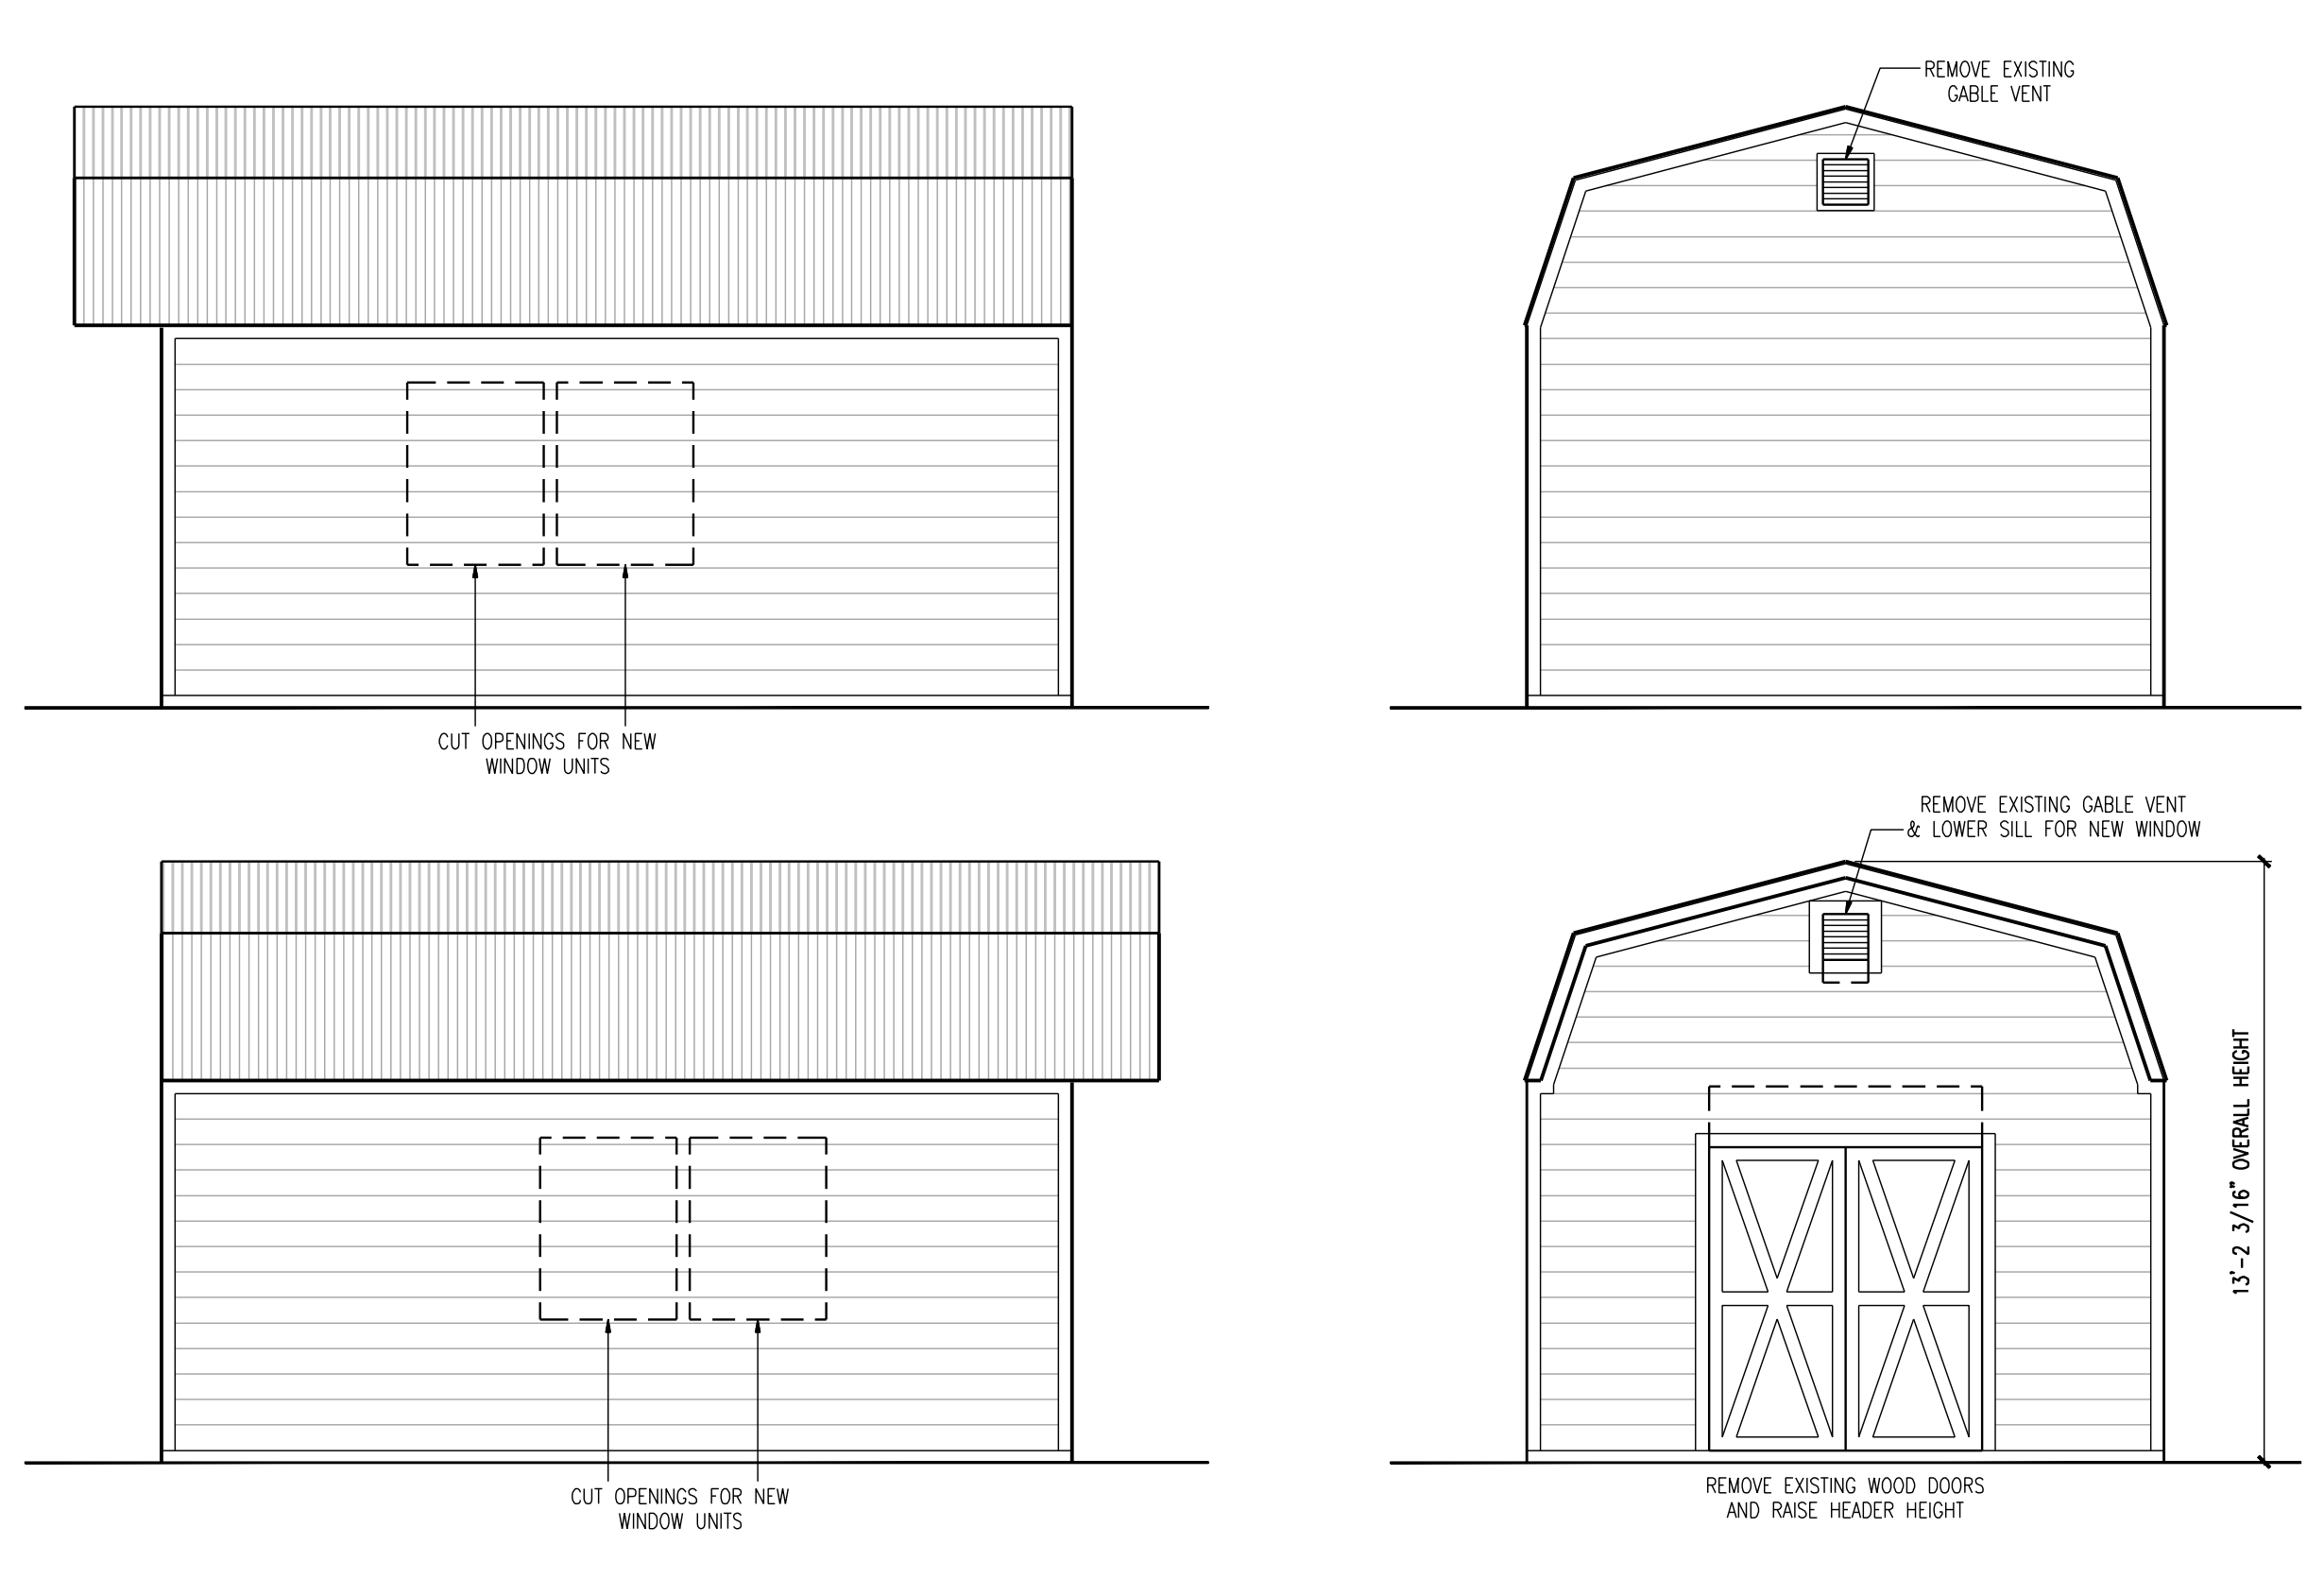 REMOVE EXISTING
GABLE VENT
CUT OPENINGS FOR NEW
WINDOW UNITS
REMOVE EXISTING GABLE VENT
& LOWER SILL FOR NEW WINDOW
13'-2 3/16" OVERALL HEIGHT
CUT OPENINGS FOR NEW
WINDOW UNITS
REMOVE EXISTING WOOD DOORS
AND RAISE HEADER HEIGHT